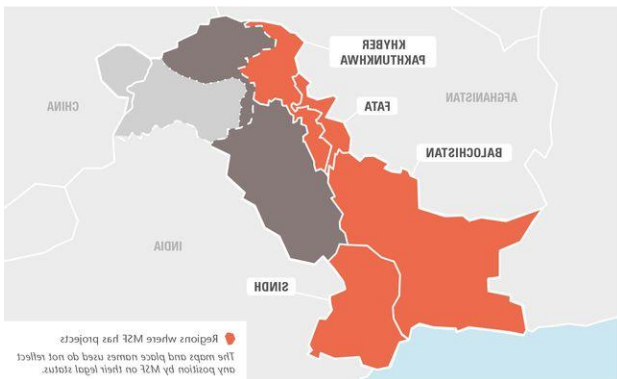 KHYBER
PAKHTUNKHWA
AFGHANISTAN
CHINA
FATA
BALOCHISTAN
INDIA
SINDH
Regions where MSF has projects
The maps and place names used do not reflect
any position by MSF on their legal status.